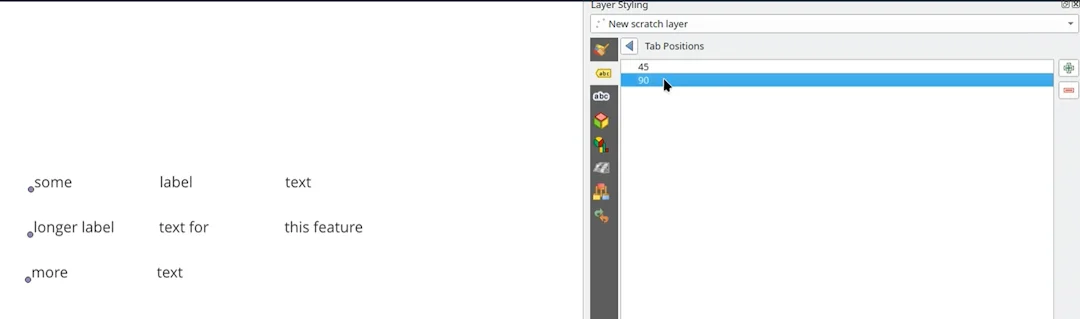 Layer Styling
New scratch layer
Tab Positions
45
90
abc
abc
some label text
longer label text for this feature
more text